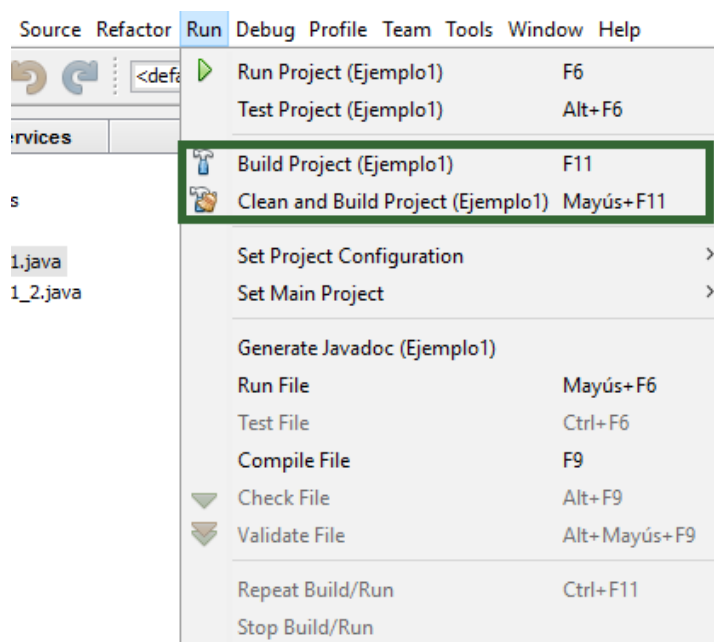 Source Refactor Run Debug Profile Team Tools Window Help
<defa
Run Project (Ejemplo1) F6
Test Project (Ejemplo1) Alt+F6
ervices
Build Project (Ejemplo1) F11
s
Clean and Build Project (Ejemplo1) Mayús+F11
1.java
Set Project Configuration
1_2.java
Set Main Project
Generate Javadoc (Ejemplo1)
Run File Mayús+F6
Test File Ctrl+F6
Compile File F9
Check File Alt+F9
Validate File Alt+Mayús+F9
Repeat Build/Run Ctrl+F11
Stop Build/Run